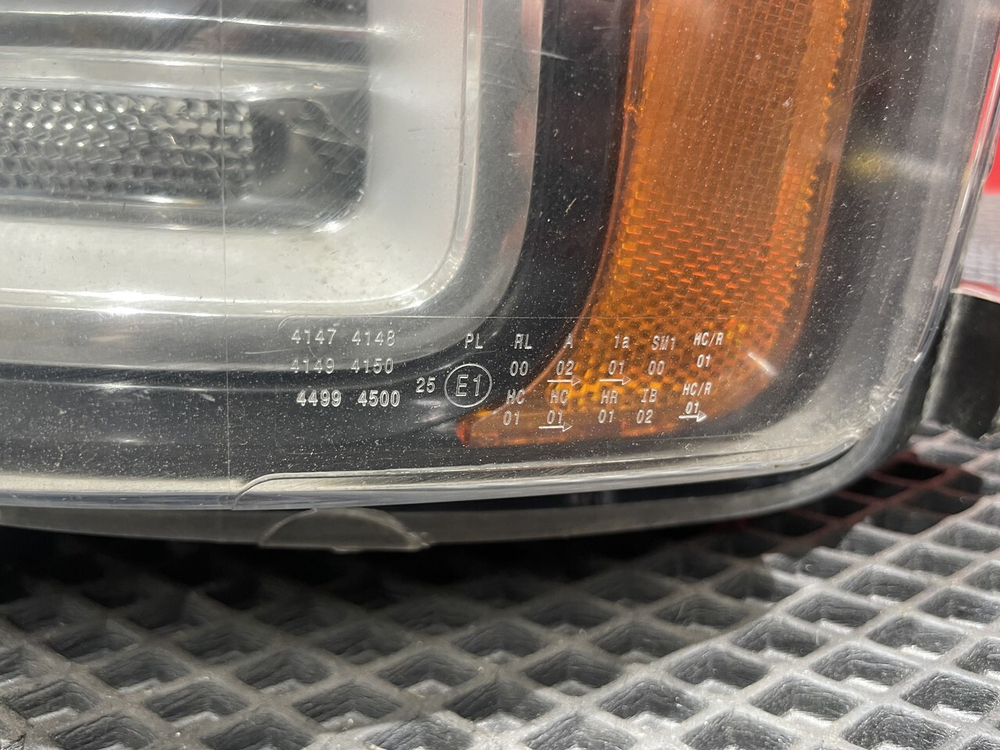 4147 4148 PL RL A 1a SM1 HC/R
4149 4150 00 02 01 00 01
4499 4500 25 E1 HC HC HR IB HC/R
01 01 01 02 01